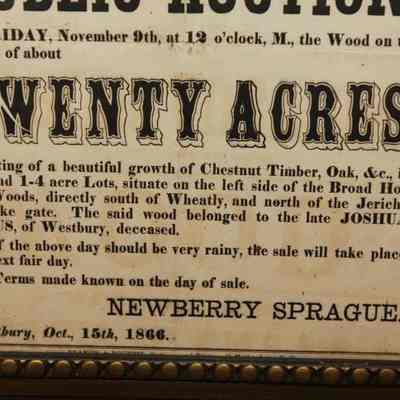 PUBLIC AUCTION
IDAY, November 9th, at 12 o'clock, M., the Wood on t
of about
WENTY ACRES
ting of a beautiful growth of Chestnut Timber, Oak, &c., i
nd 1-4 acre Lots, situate on the left side of the Broad Ho
Woods, directly south of Wheatly, and north of the Jerich
ke gate. The said wood belonged to the late JOSHUA
US, of Westbury, deceased.
f the above day should be very rainy, the sale will take plac
ext fair day.
Terms made known on the day of sale.
NEWBERRY SPRAGUE
bury, Oct., 15th, 1866.